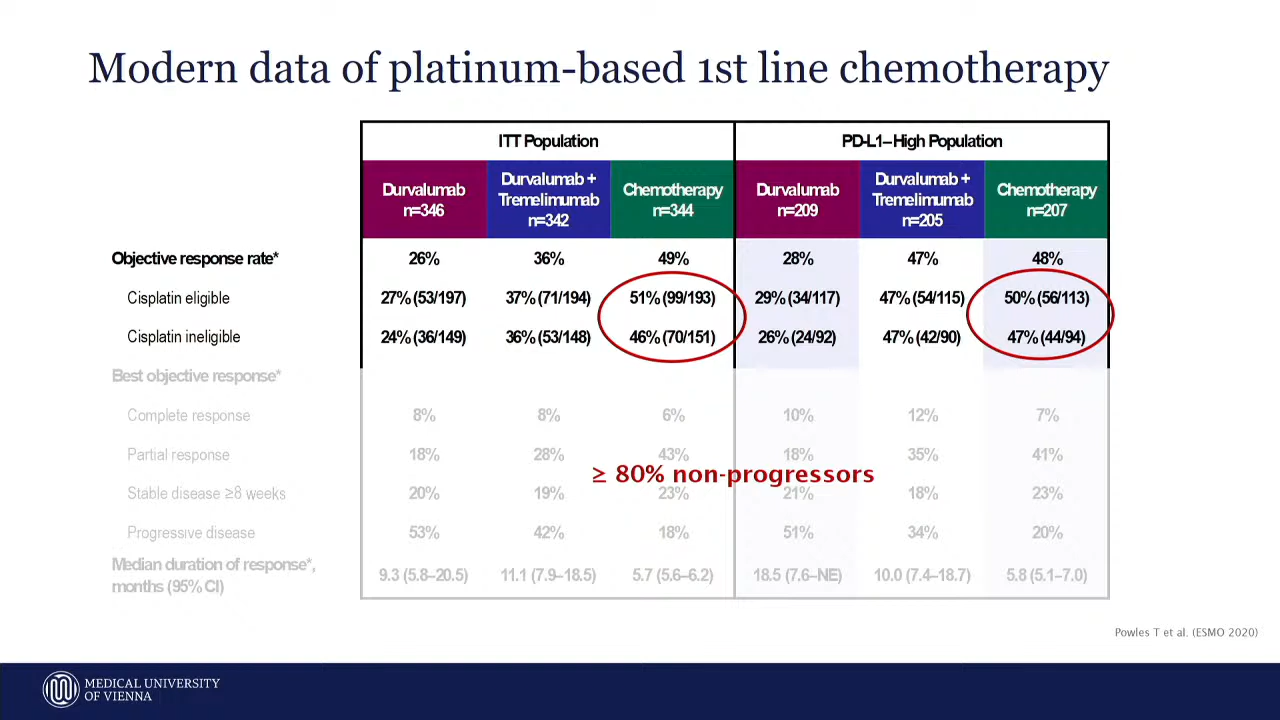 Modern data of platinum-based 1st line chemotherapy
ITT Population PD-L1–High Population
Durvalumab n=346 Durvalumab + Tremelimumab n=342 Chemotherapy n=344 Durvalumab n=209 Durvalumab + Tremelimumab n=205 Chemotherapy n=207
Objective response rate* 26% 36% 49% 28% 47% 48%
Cisplatin eligible 27% (53/197) 37% (71/194) 51% (99/193) 29% (34/117) 47% (54/115) 50% (56/113)
Cisplatin ineligible 24% (36/149) 36% (53/148) 46% (70/151) 26% (24/92) 47% (42/90) 47% (44/94)
Best objective response*
Complete response 8% 8% 6% 10% 12% 7%
Partial response 18% 28% 43% 18% 35% 41%
≥ 80% non-progressors
Stable disease ≥8 weeks 20% 19% 23% 21% 18% 23%
Progressive disease 53% 42% 18% 51% 34% 20%
Median duration of response*, months (95% CI) 9.3 (5.8–20.5) 11.1 (7.9–18.5) 5.7 (5.6–6.2) 18.5 (7.6–NE) 10.0 (7.4–18.7) 5.8 (5.1–7.0)
Powles T et al. (ESMO 2020)
MEDICAL UNIVERSITY
OF VIENNA